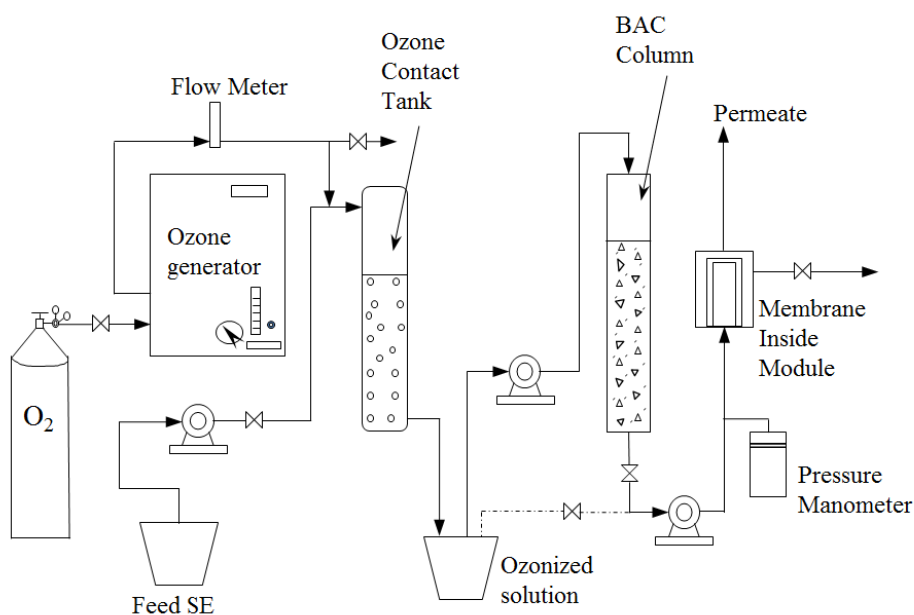 Ozone
Contact
Tank
BAC
Column
Flow Meter
Permeate
Ozone
generator
Membrane
Inside
Module
O2
Pressure
Manometer
Ozonized
solution
Feed SE